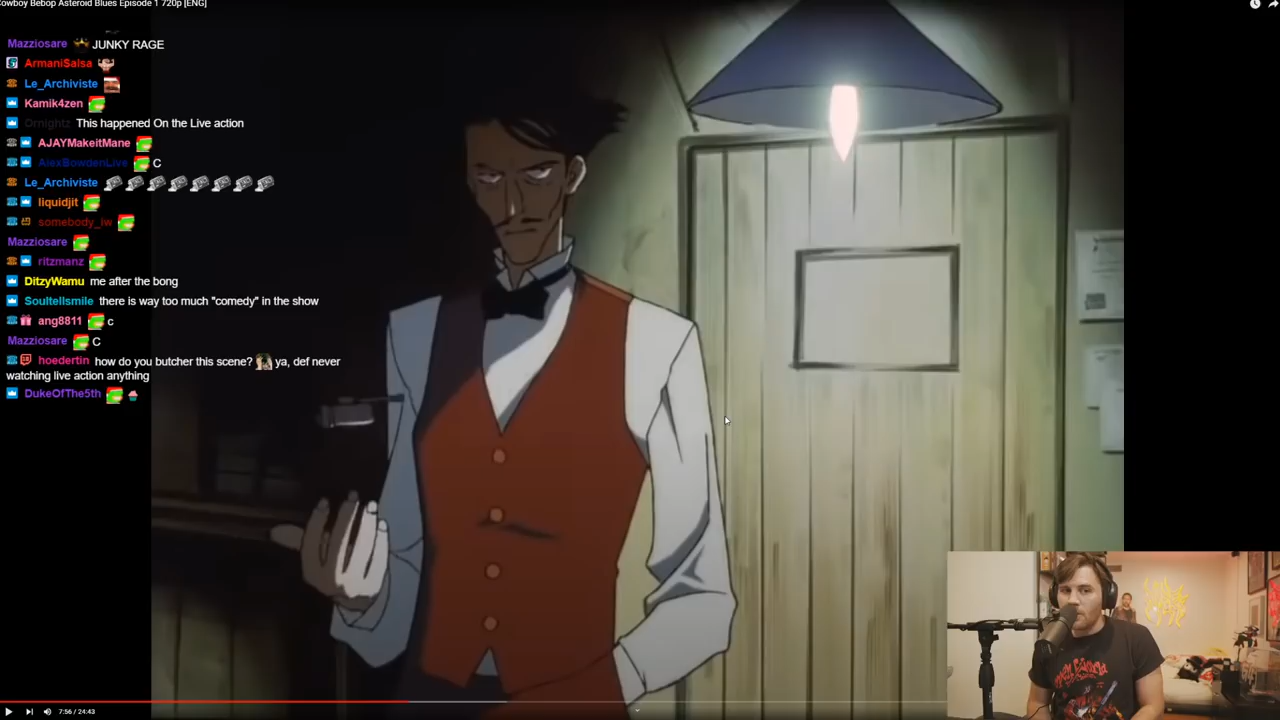 Cowboy Bebop Asteroid Blues Episode 1 720p [ENG]
Mazziosare JUNKY RAGE
ArmaniSalsa
Le_Archiviste
Kamik4zen
Ornightz This happened On the Live action
AJAYMakeitMane
AlexBowdenLive C
Le_Archiviste
liquidjit
somebody_iw
Mazziosare
ritzmanz
DitzyWamu me after the bong
Soultellsmile there is way too much "comedy" in the show
ang8811 c
Mazziosare C
hoedertin how do you butcher this scene? ya, def never
watching live action anything
DukeOfThe5th
7:56 / 24:43